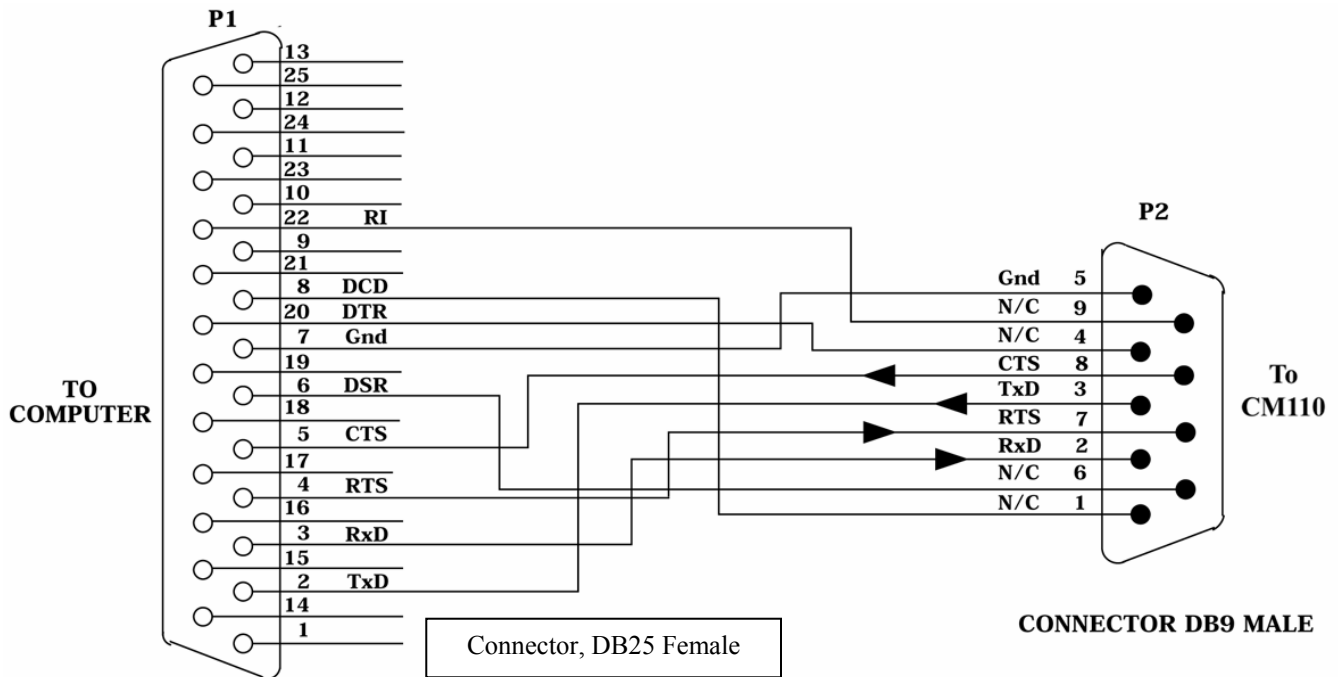 P1
13
25
12
24
11
23
10
22 RI
9
21
8 DCD
20 DTR
7 Gnd
19
6 DSR
18
5 CTS
17
4 RTS
16
3 RxD
15
2 TxD
14
1
TO
COMPUTER
Connector, DB25 Female
P2
Gnd 5
N/C 9
N/C 4
CTS 8
TxD 3
RTS 7
RxD 2
N/C 6
N/C 1
To
CM110
CONNECTOR DB9 MALE